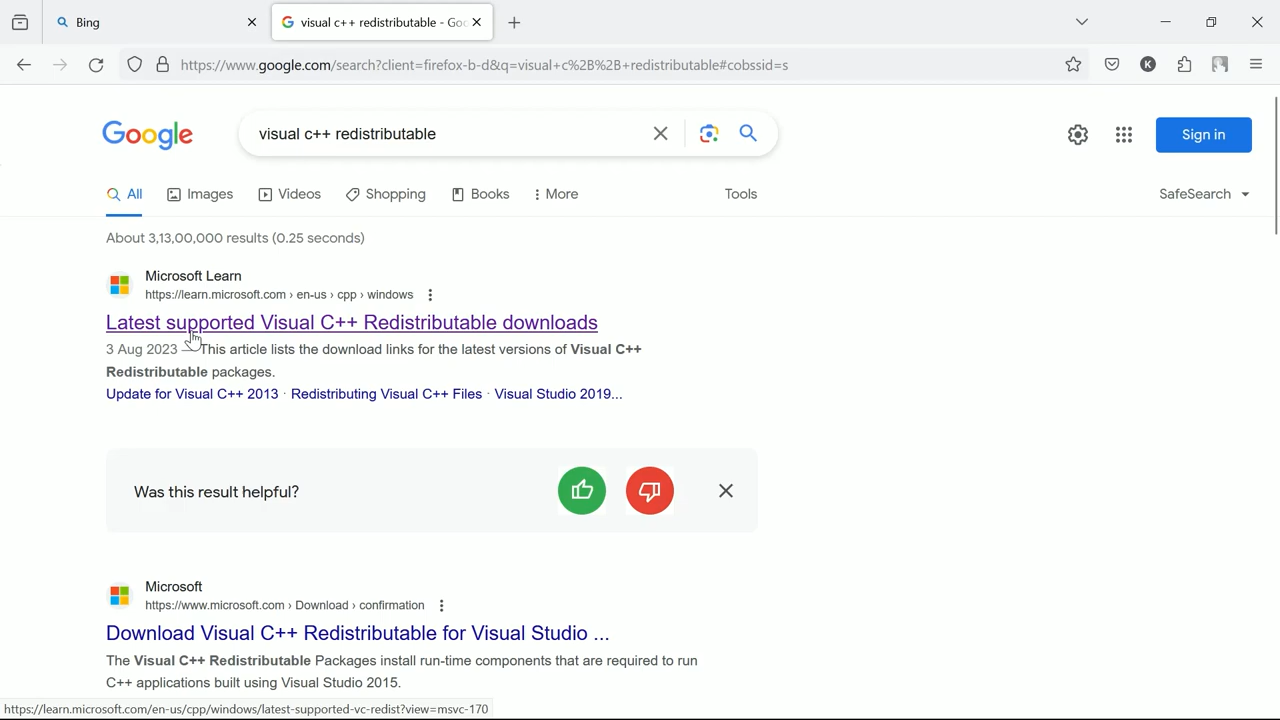 Bing
visual c++ redistributable - Goo
https://www.google.com/search?client=firefox-b-d&q=visual+c%2B%2B+redistributable#cobssid=s
K
Google
visual c++ redistributable
Sign in
All
Images
Videos
Shopping
Books
More
Tools
SafeSearch
About 3,13,00,000 results (0.25 seconds)
Microsoft Learn
https://learn.microsoft.com › en-us › cpp › windows
Latest supported Visual C++ Redistributable downloads
3 Aug 2023 — This article lists the download links for the latest versions of Visual C++
Redistributable packages.
Update for Visual C++ 2013 · Redistributing Visual C++ Files · Visual Studio 2019...
Was this result helpful?
Microsoft
https://www.microsoft.com › Download › confirmation
Download Visual C++ Redistributable for Visual Studio ...
The Visual C++ Redistributable Packages install run-time components that are required to run
C++ applications built using Visual Studio 2015.
https://learn.microsoft.com/en-us/cpp/windows/latest-supported-vc-redist?view=msvc-170